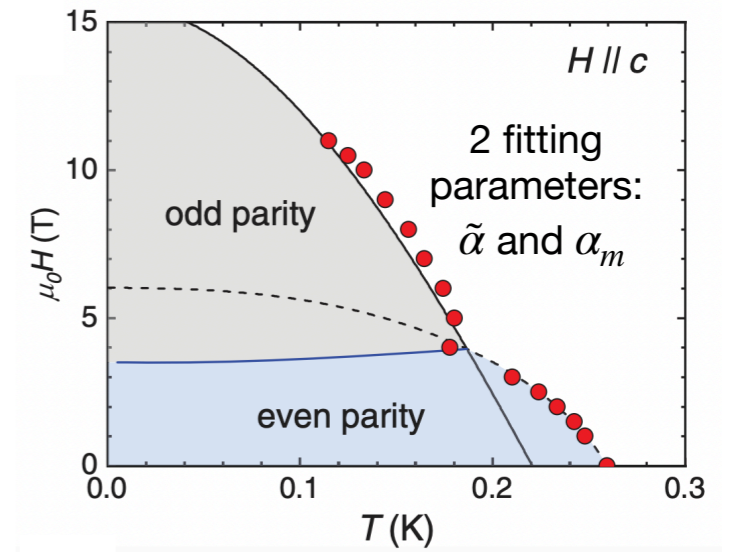 15
H // c
2 fitting
parameters:
α̃ and αₘ
10
odd parity
μ₀H (T)
5
even parity
0
0.0 0.1 0.2 0.3
T (K)